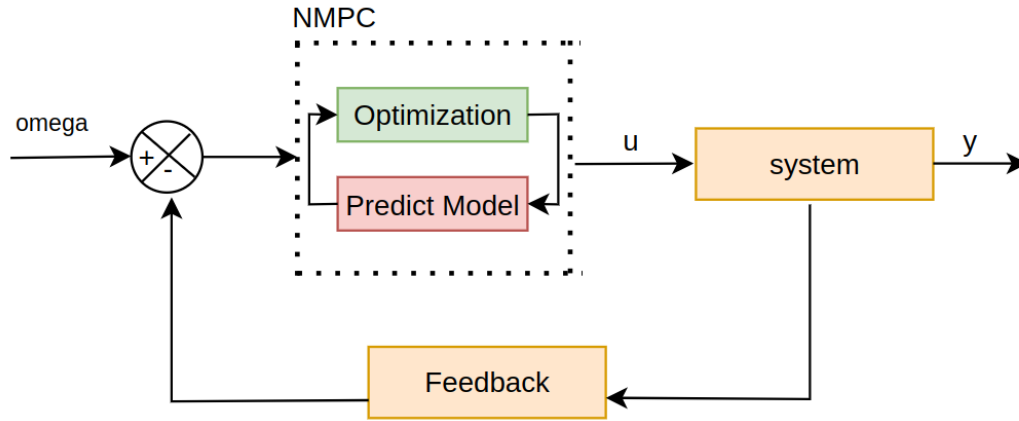 NMPC
omega
+
-
Optimization
Predict Model
u
system
y
Feedback